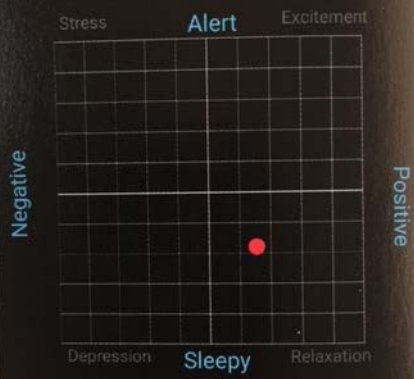 Stress
Alert
Excitement
Negative
Positive
Depression
Sleepy
Relaxation